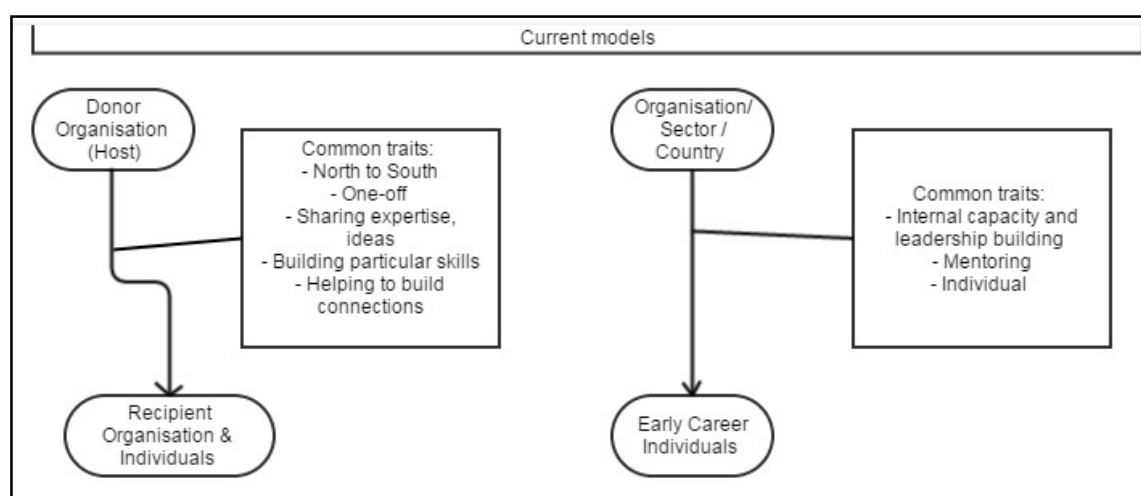 Current models
Donor
Organisation
(Host)
Common traits:
- North to South
- One-off
- Sharing expertise,
ideas
- Building particular skills
- Helping to build
connections
Recipient
Organisation &
Individuals
Organisation/
Sector /
Country
Common traits:
- Internal capacity and
leadership building
- Mentoring
- Individual
Early Career
Individuals